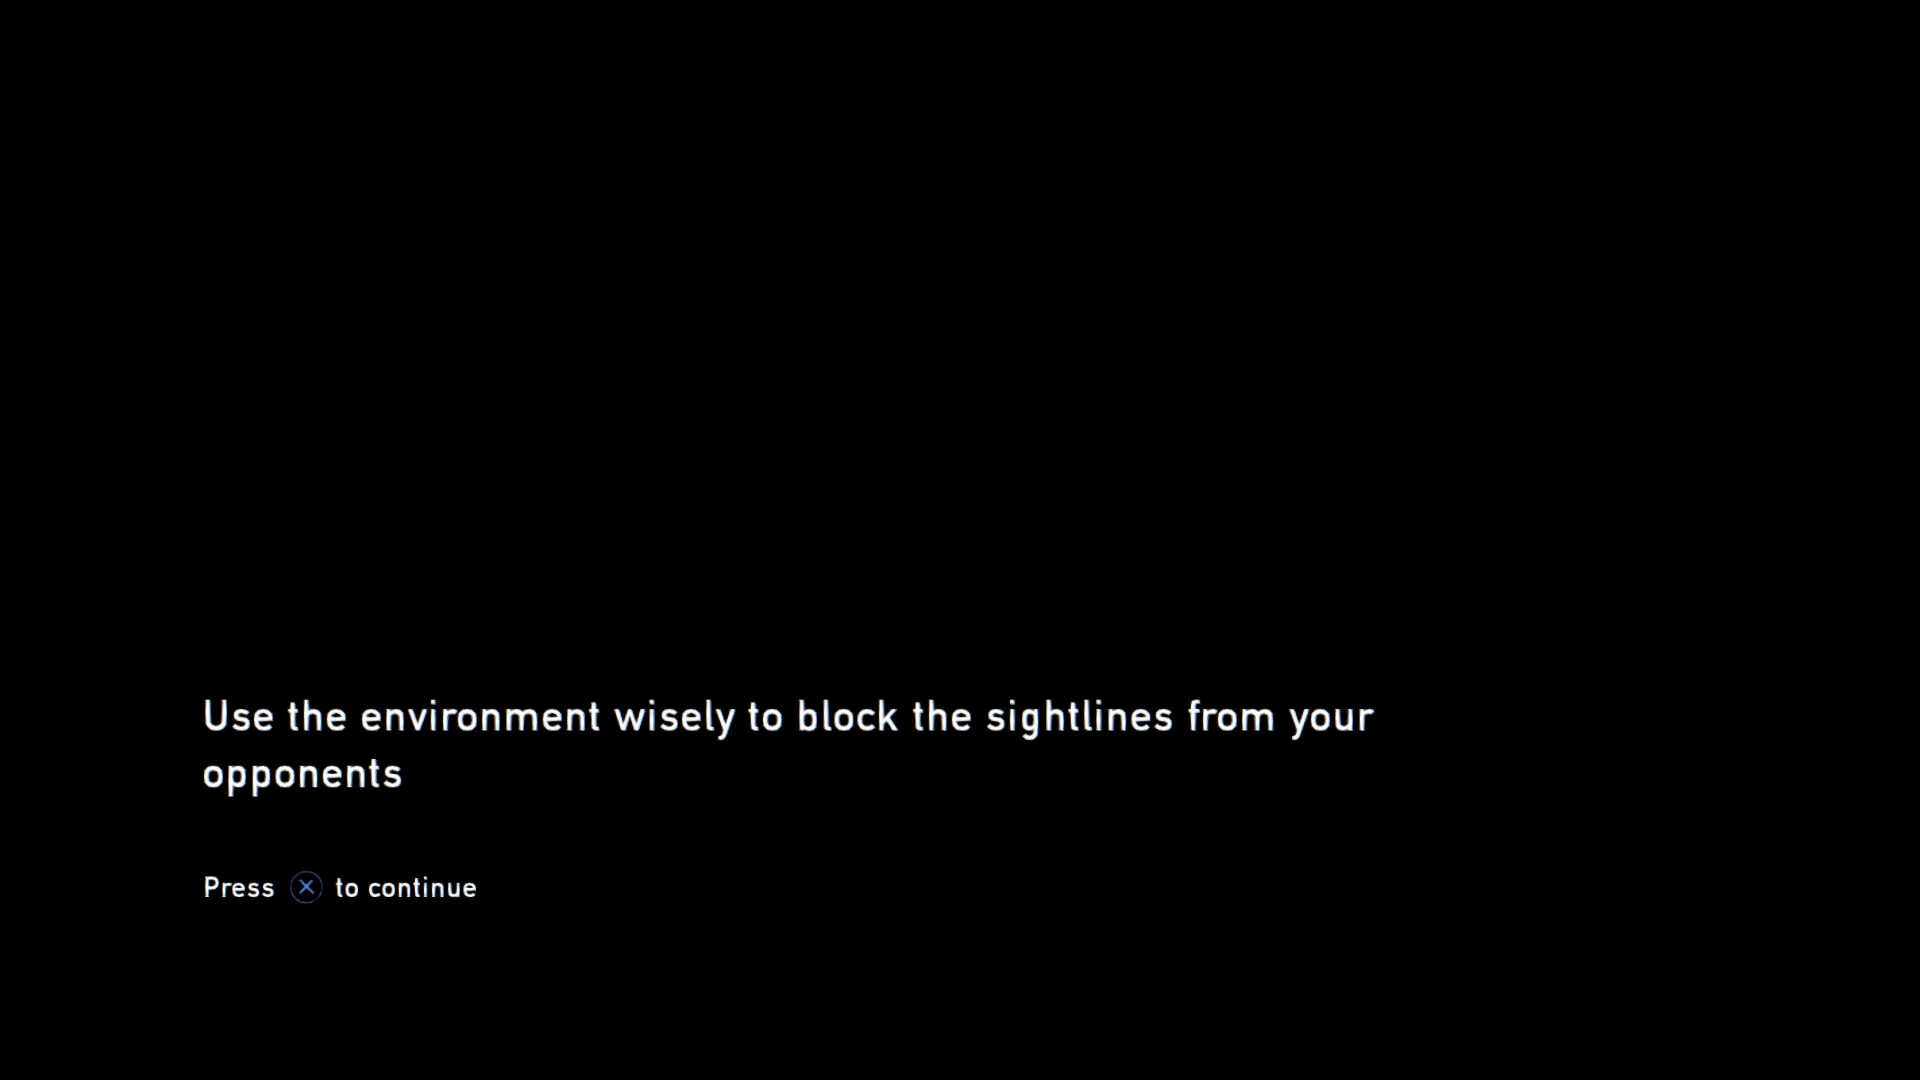 Use the environment wisely to block the sightlines from your
opponents
Press ⓧ to continue